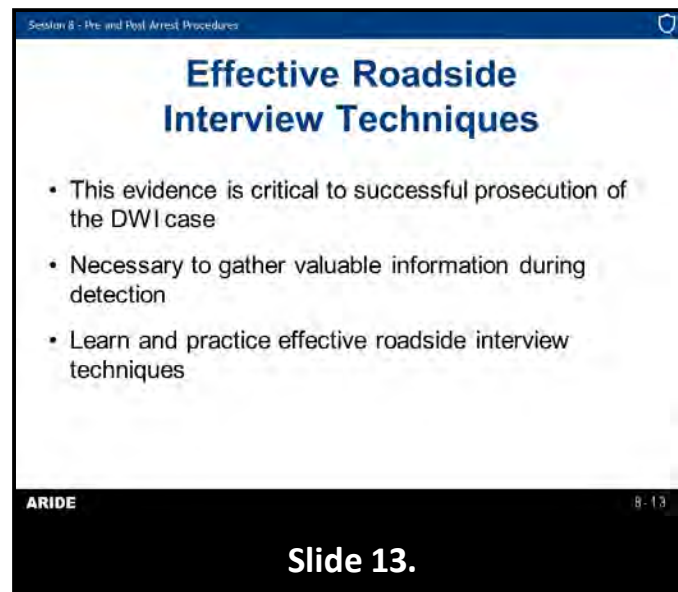 Session 8 - Pre and Post Arrest Procedures
Effective Roadside
Interview Techniques
• This evidence is critical to successful prosecution of
the DWI case
• Necessary to gather valuable information during
detection
• Learn and practice effective roadside interview
techniques
ARIDE
8-13
Slide 13.